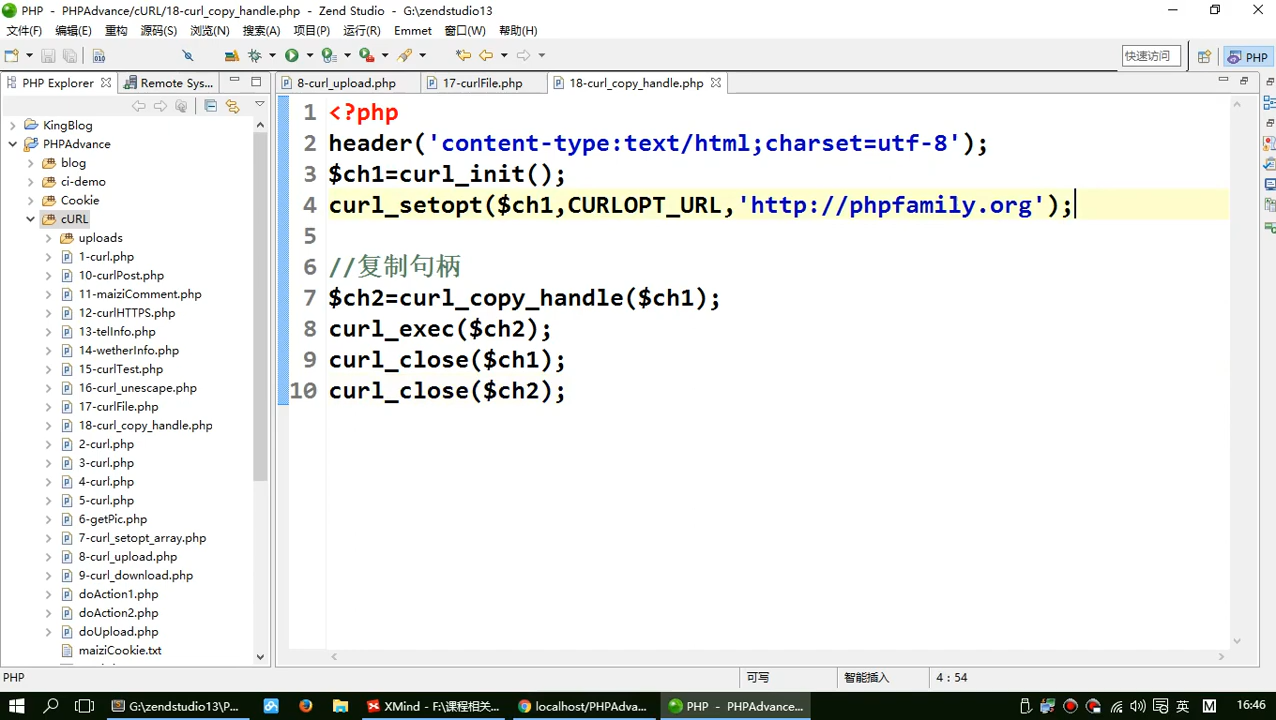 PHP - PHPAdvance/cURL/18-curl_copy_handle.php - Zend Studio - G:\zendstudio13
文件(F) 编辑(E) 重构 源码(S) 浏览(N) 搜索(A) 项目(P) 运行(R) Emmet 窗口(W) 帮助(H)
快速访问 PHP
PHP Explorer Remote Sys... 8-curl_upload.php 17-curlFile.php 18-curl_copy_handle.php
KingBlog
PHPAdvance
blog
ci-demo
Cookie
cURL
uploads
1-curl.php
10-curlPost.php
11-maiziComment.php
12-curlHTTPS.php
13-telInfo.php
14-wetherInfo.php
15-curlTest.php
16-curl_unescape.php
17-curlFile.php
18-curl_copy_handle.php
2-curl.php
3-curl.php
4-curl.php
5-curl.php
6-getPic.php
7-curl_setopt_array.php
8-curl_upload.php
9-curl_download.php
doAction1.php
doAction2.php
doUpload.php
maiziCookie.txt
1 <?php
2 header('content-type:text/html;charset=utf-8');
3 $ch1=curl_init();
4 curl_setopt($ch1,CURLOPT_URL,'http://phpfamily.org');
5
6 //复制句柄
7 $ch2=curl_copy_handle($ch1);
8 curl_exec($ch2);
9 curl_close($ch1);
10 curl_close($ch2);
PHP 可写 智能插入 4 : 54
G:\zendstudio13\P... XMind - F:\课程相关... localhost/PHPAdva... PHP - PHPAdvance... 英 M 16:46